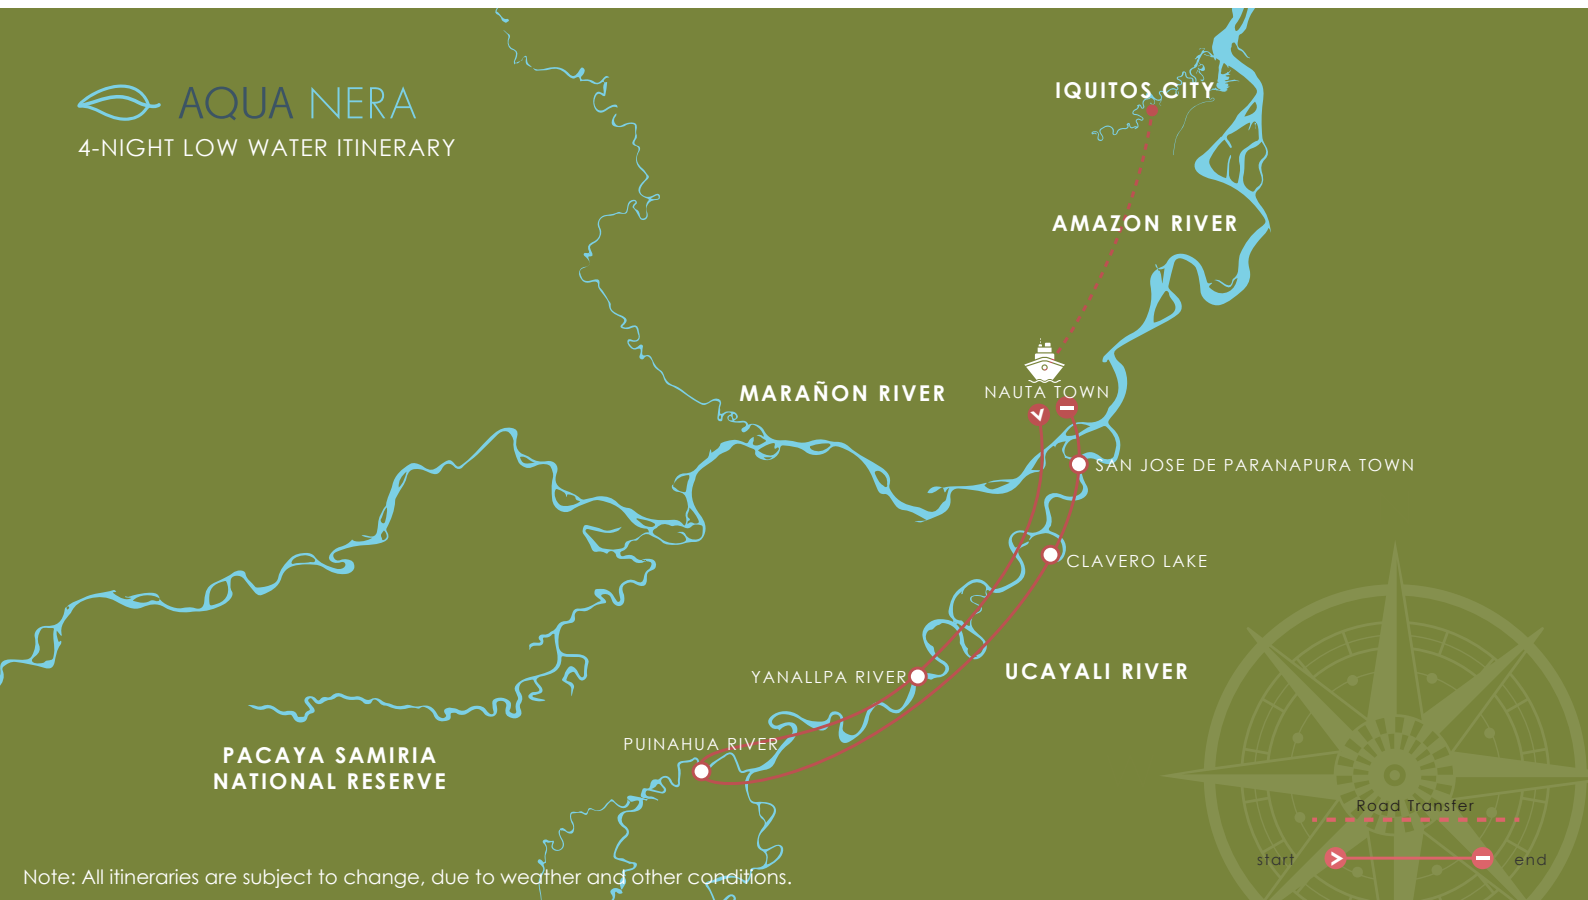 AQUA NERA
4-NIGHT LOW WATER ITINERARY
IQUITOS CITY
AMAZON RIVER
MARAÑON RIVER
NAUTA TOWN
SAN JOSE DE PARANAPURA TOWN
CLAVERO LAKE
YANALLPA RIVER
UCAYALI RIVER
PUINAHUA RIVER
PACAYA SAMIRIA
NATIONAL RESERVE
Road Transfer
start
end
Note: All itineraries are subject to change, due to weather and other conditions.